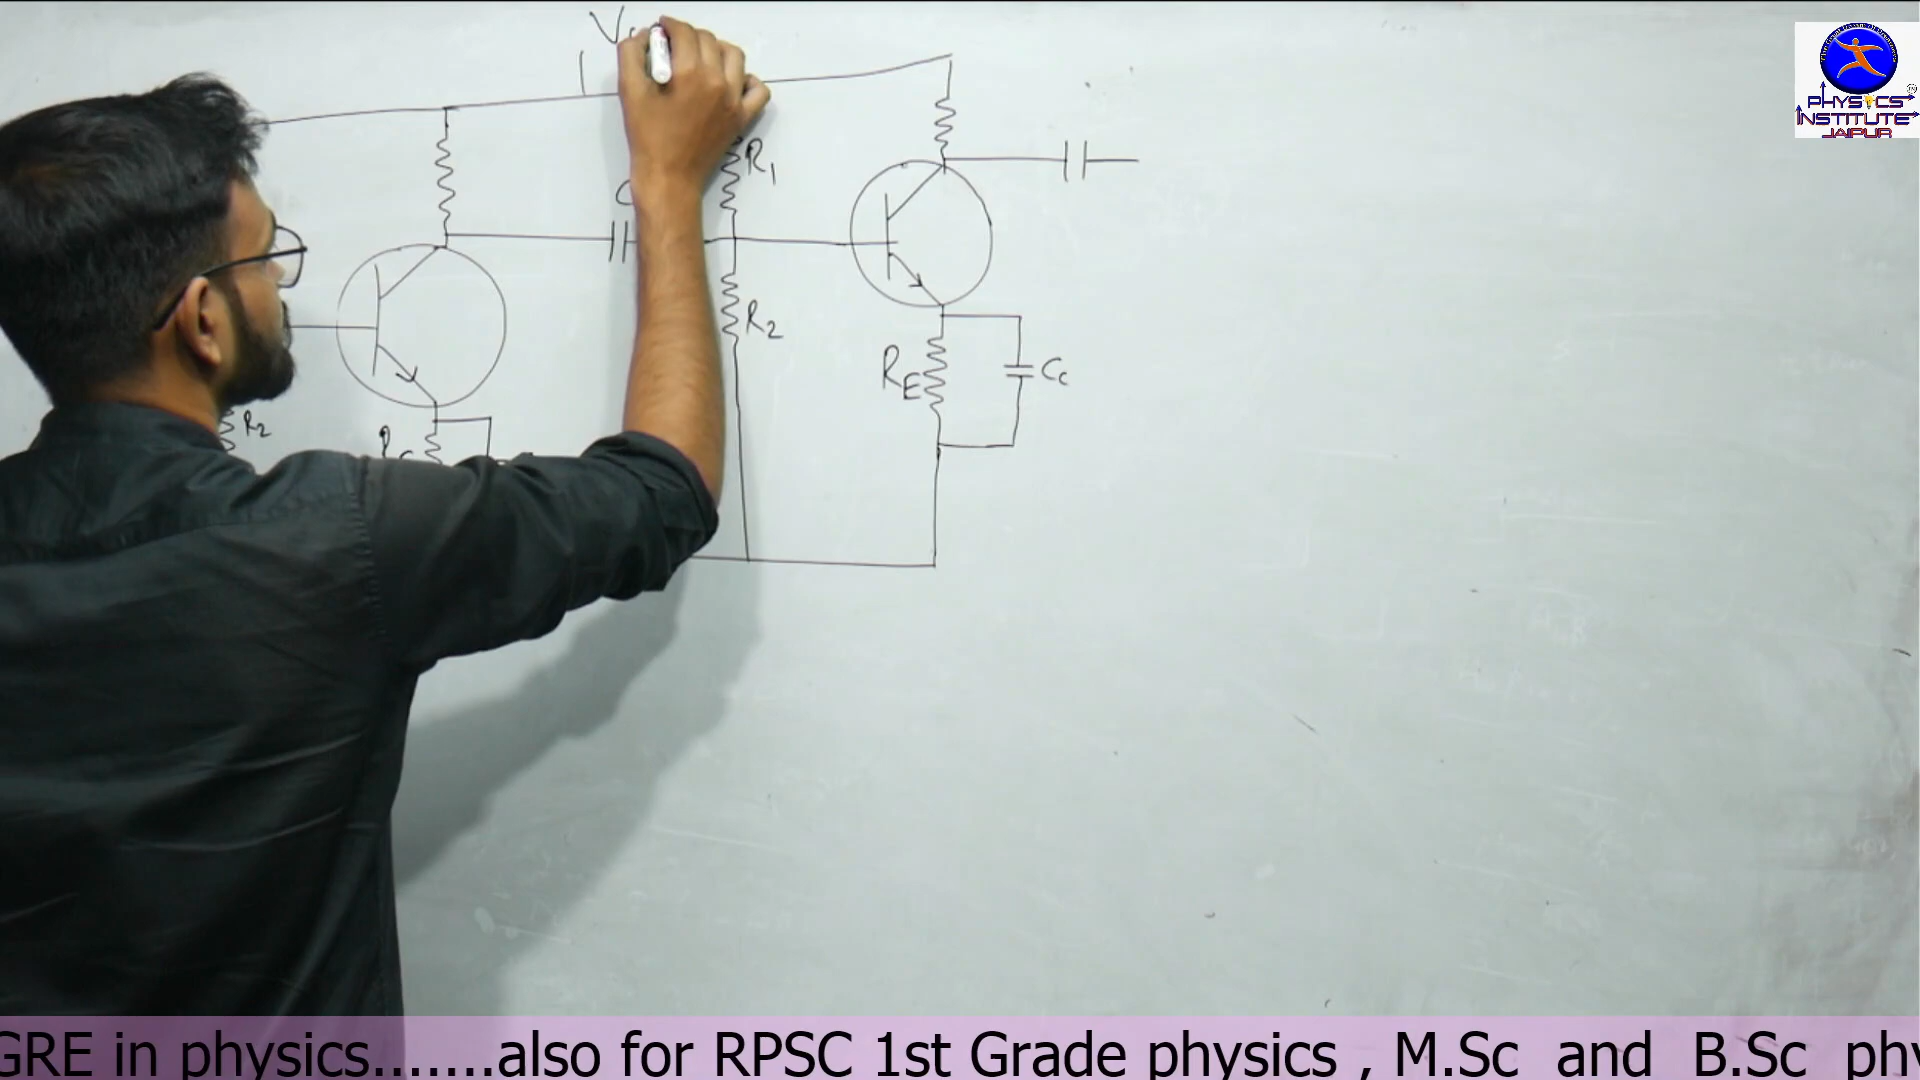 V
R1
C
R2
RE
Cc
R2
PHYSICS
INSTITUTE
JAIPUR
GRE in physics.......also for RPSC 1st Grade physics , M.Sc and B.Sc phy